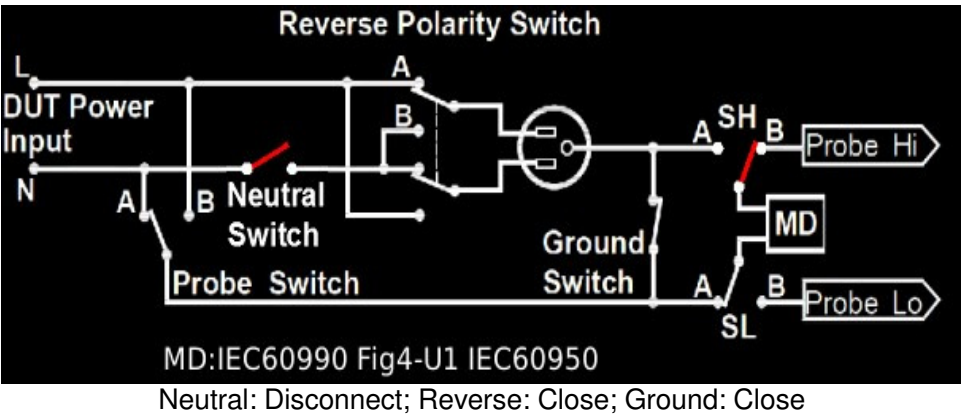 Reverse Polarity Switch
L
DUT Power
Input
N
A
B
A
B
Neutral
Switch
Probe Switch
Ground
Switch
A
SH
B
Probe Hi
MD
A
B
SL
Probe Lo
MD:IEC60990 Fig4-U1 IEC60950
Neutral: Disconnect; Reverse: Close; Ground: Close